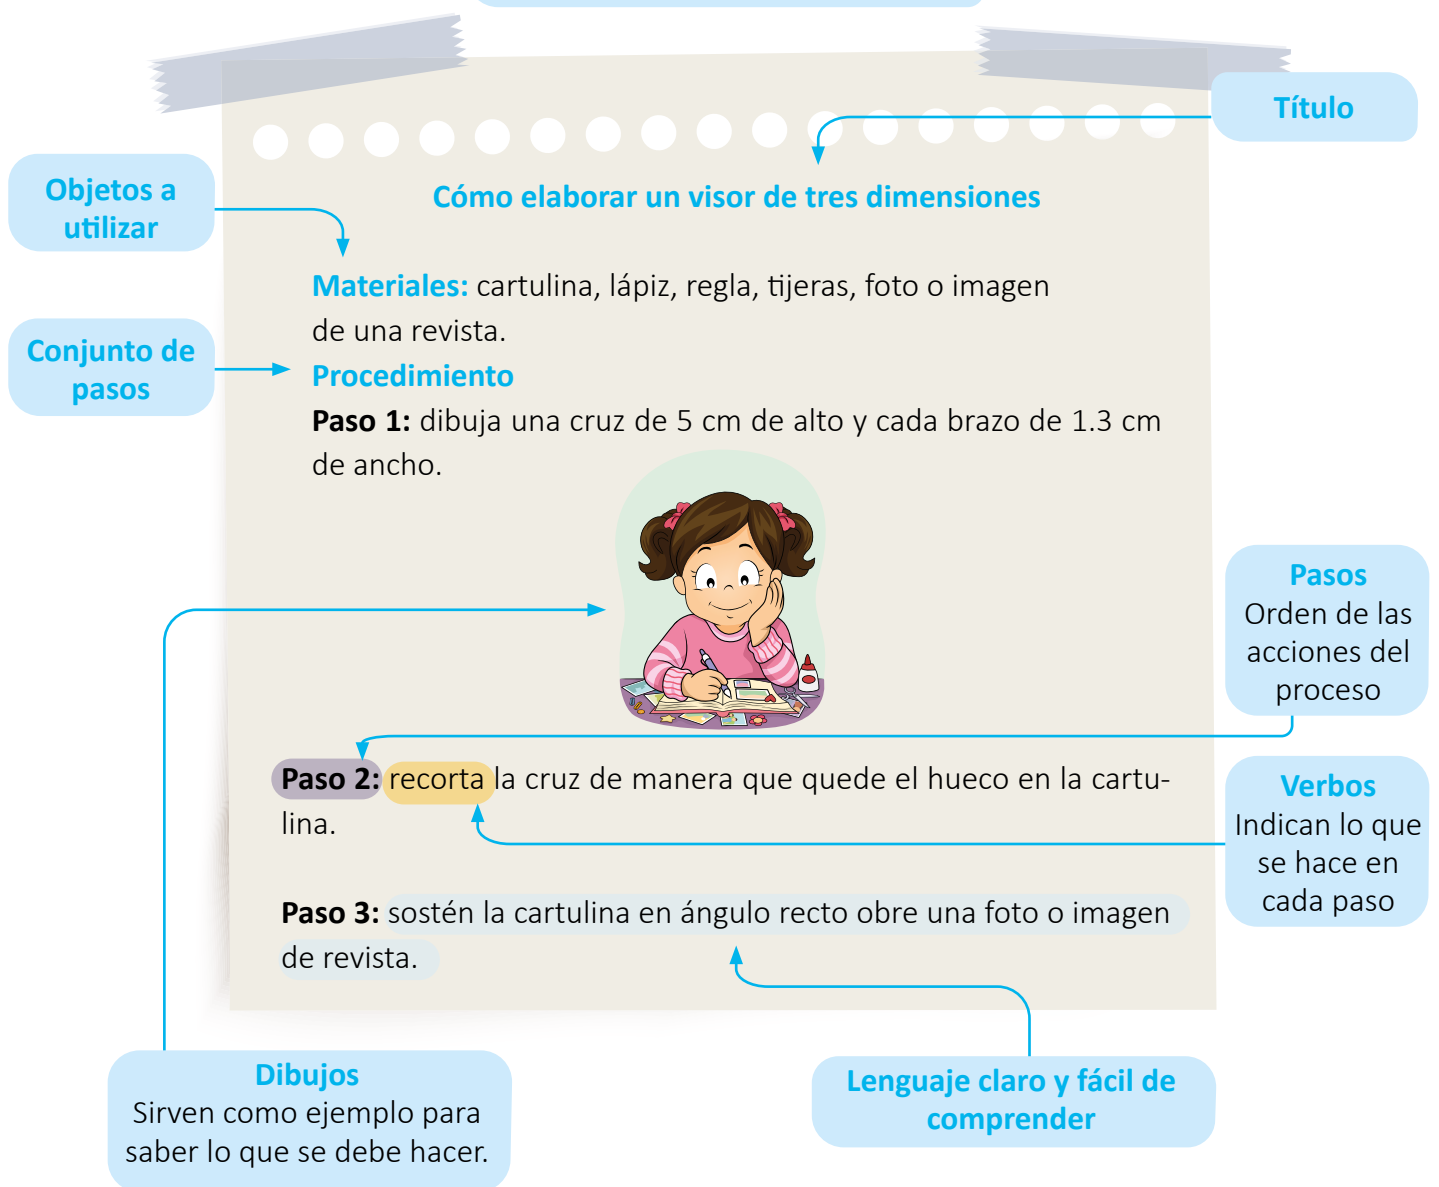 Título
Objetos a
utilizar
Cómo elaborar un visor de tres dimensiones
Materiales: cartulina, lápiz, regla, tijeras, foto o imagen
de una revista.
Conjunto de
pasos
Procedimiento
Paso 1: dibuja una cruz de 5 cm de alto y cada brazo de 1.3 cm
de ancho.
Pasos
Orden de las
acciones del
proceso
Paso 2: recorta la cruz de manera que quede el hueco en la cartu-
lina.
Verbos
Indican lo que
se hace en
cada paso
Paso 3: sostén la cartulina en ángulo recto obre una foto o imagen
de revista.
Dibujos
Sirven como ejemplo para
saber lo que se debe hacer.
Lenguaje claro y fácil de
comprender